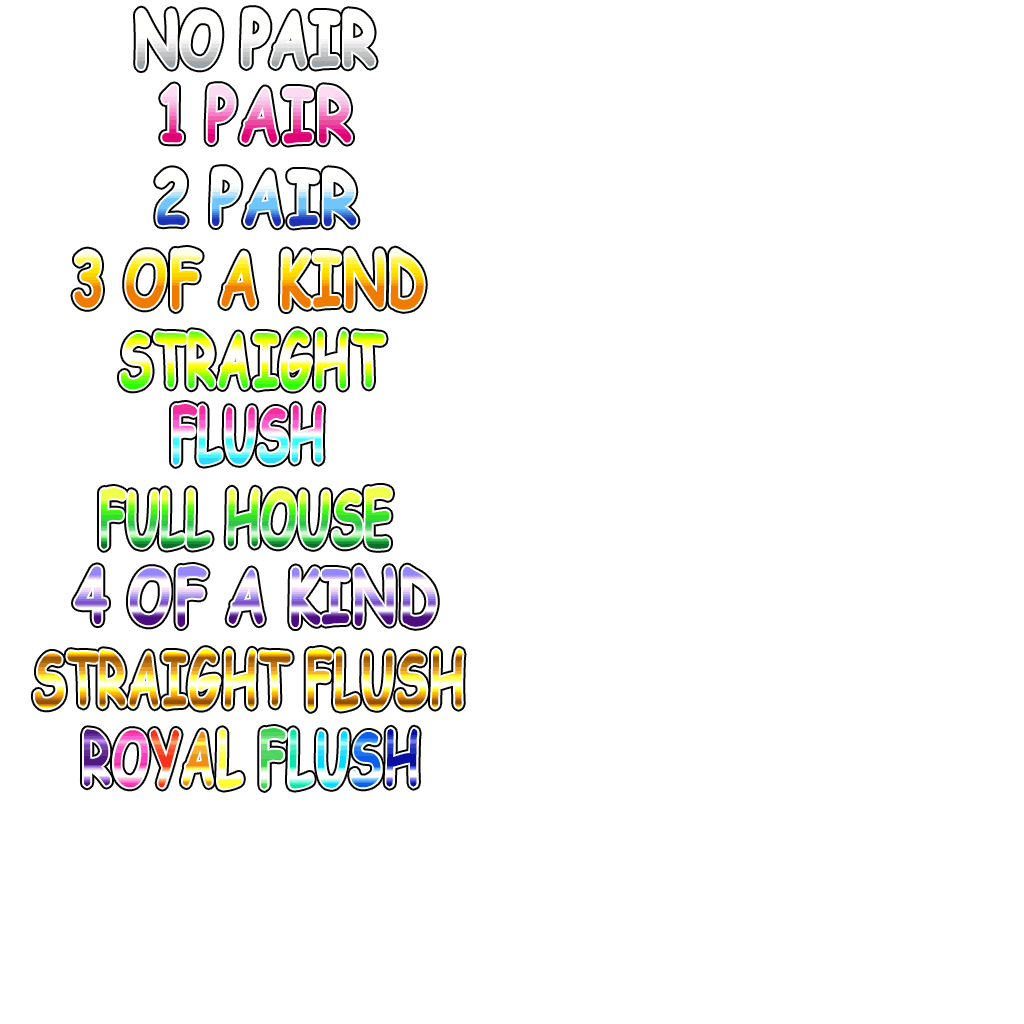 NO PAIR
1 PAIR
2 PAIR
3 OF A KIND
STRAIGHT
FLUSH
FULL HOUSE
4 OF A KIND
STRAIGHT FLUSH
ROYAL FLUSH